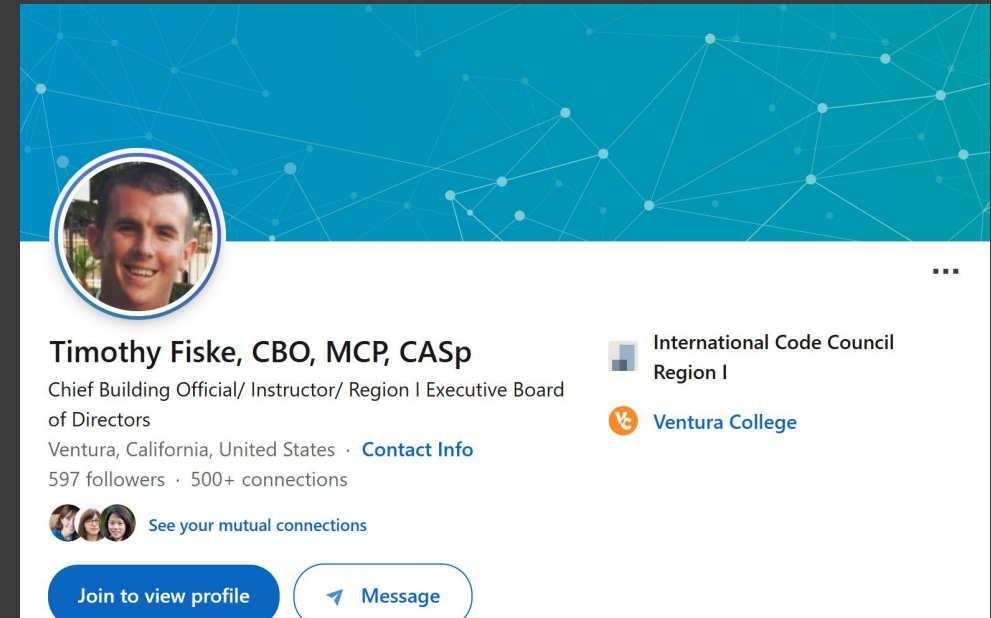 Timothy Fiske, CBO, MCP, CASp
Chief Building Official/ Instructor/ Region I Executive Board
of Directors
Ventura, California, United States · Contact Info
597 followers · 500+ connections
See your mutual connections
Join to view profile
Message
International Code Council
Region I
VC
Ventura College